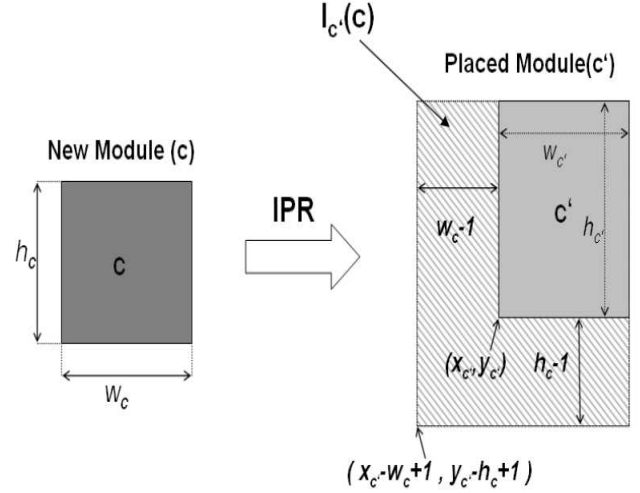 I_c'(c)
Placed Module(c')
New Module (c)
w_c'
IPR
w_c-1
c'
h_c'
h_c
c
(x_c', y_c')
h_c-1
w_c
( x_c'-w_c+1 , y_c'-h_c+1 )